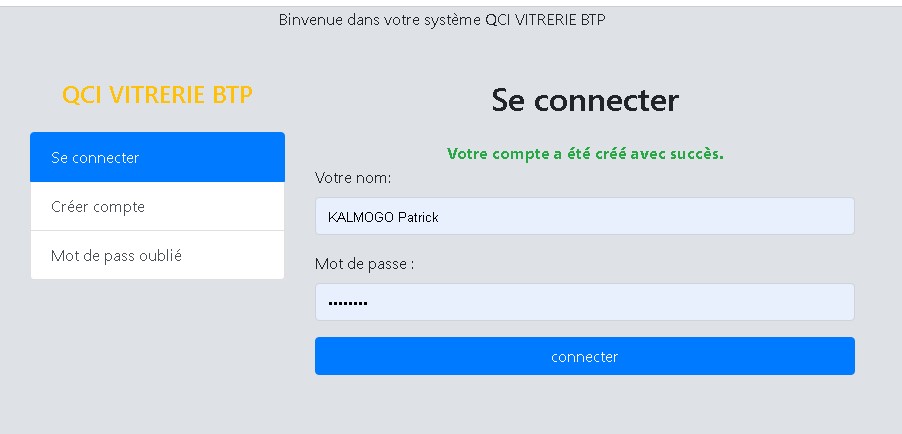 Binvenue dans votre système QCI VITRERIE BTP
QCI VITRERIE BTP
Se connecter
Créer compte
Mot de pass oublié
Se connecter
Votre compte a été créé avec succès.
Votre nom:
KALMOGO Patrick
Mot de passe :
••••••••
connecter